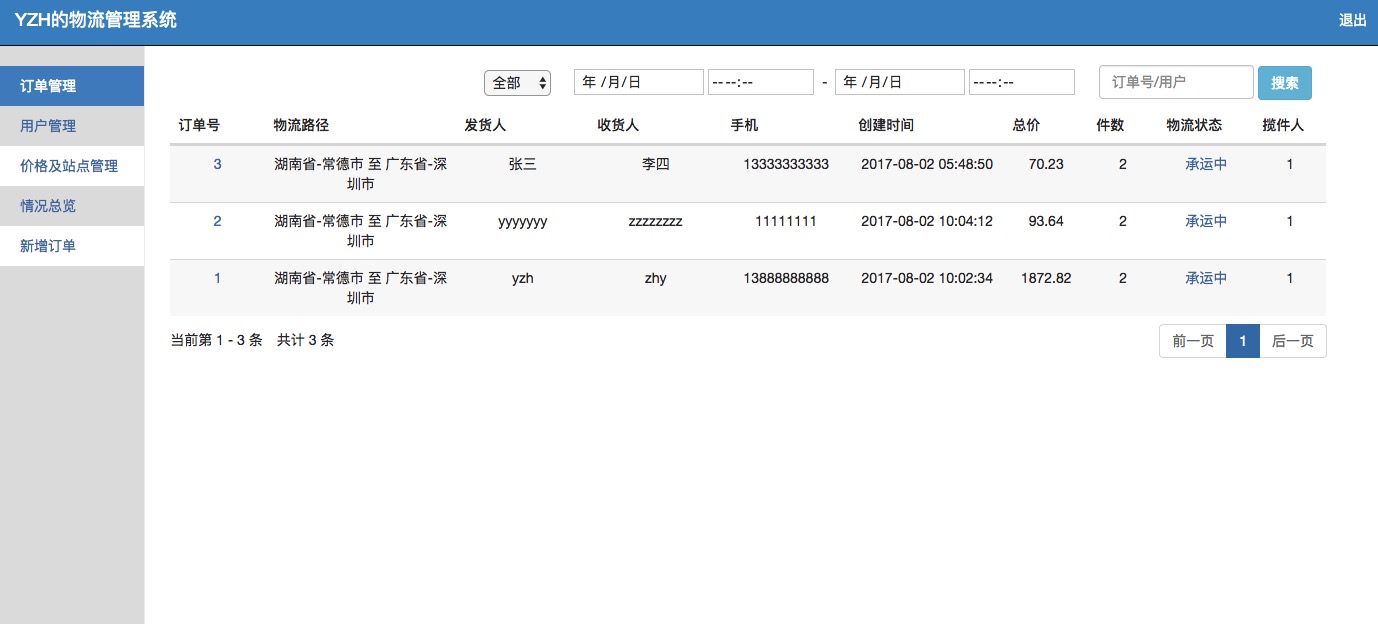 YZH的物流管理系统 退出
订单管理
用户管理
价格及站点管理
情况总览
新增订单
全部 年 /月/日 ----:-- - 年 /月/日 ----:-- 订单号/用户 搜索
订单号 物流路径 发货人 收货人 手机 创建时间 总价 件数 物流状态 揽件人
3 湖南省-常德市 至 广东省-深 张三 李四 13333333333 2017-08-02 05:48:50 70.23 2 承运中 1
圳市
2 湖南省-常德市 至 广东省-深 yyyyyyy zzzzzzzz 11111111 2017-08-02 10:04:12 93.64 2 承运中 1
圳市
1 湖南省-常德市 至 广东省-深 yzh zhy 13888888888 2017-08-02 10:02:34 1872.82 2 承运中 1
圳市
当前第 1 - 3 条 共计 3 条 前一页 1 后一页